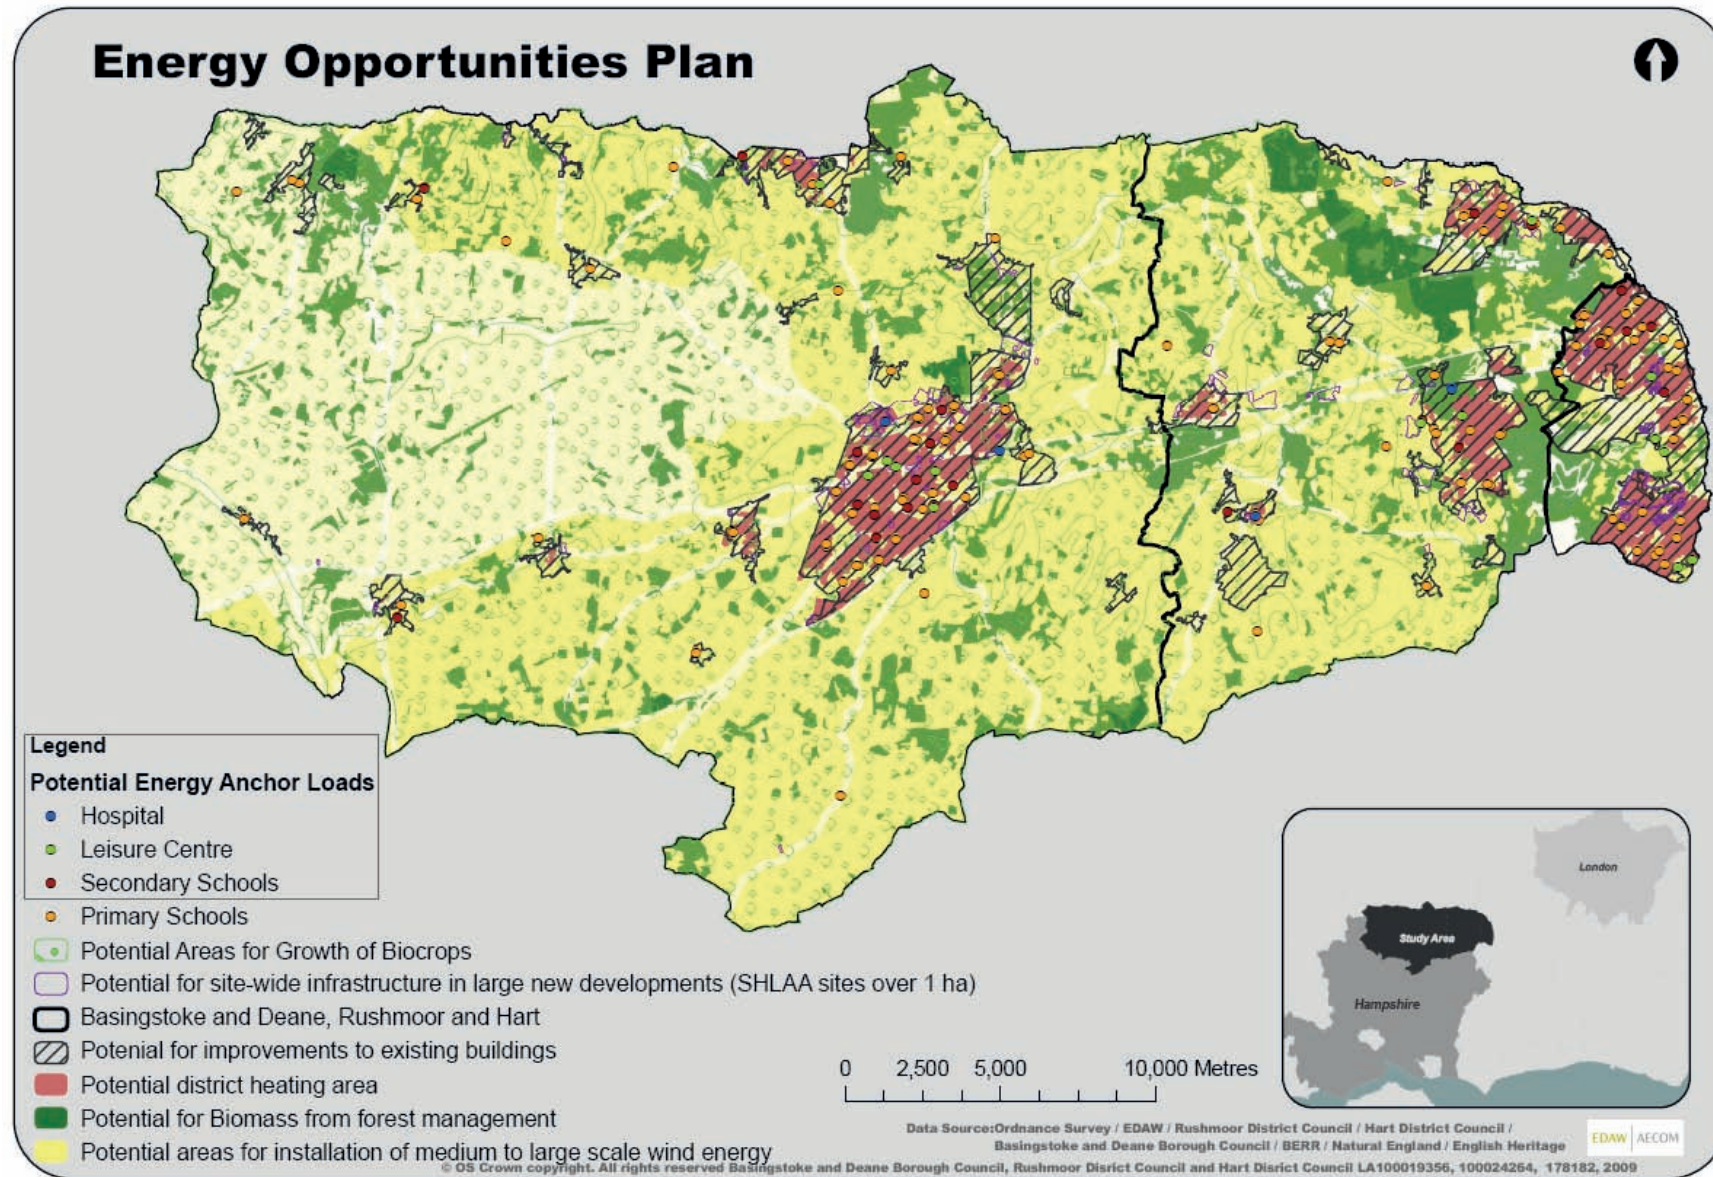 Energy Opportunities Plan
Legend
Potential Energy Anchor Loads
Hospital
Leisure Centre
Secondary Schools
Primary Schools
Potential Areas for Growth of Biocrops
Potential for site-wide infrastructure in large new developments (SHLAA sites over 1 ha)
Basingstoke and Deane, Rushmoor and Hart
Potenial for improvements to existing buildings
Potential district heating area
Potential for Biomass from forest management
Potential areas for installation of medium to large scale wind energy
0 2,500 5,000 10,000 Metres
London
Study Area
Hampshire
Data Source:Ordnance Survey / EDAW / Rushmoor District Council / Hart District Council /
Basingstoke and Deane Borough Council / BERR / Natural England / English Heritage
EDAW AECOM
© OS Crown copyright. All rights reserved Basingstoke and Deane Borough Council, Rushmoor Disrict Council and Hart Disrict Council LA100019356, 100024264, 178182, 2009